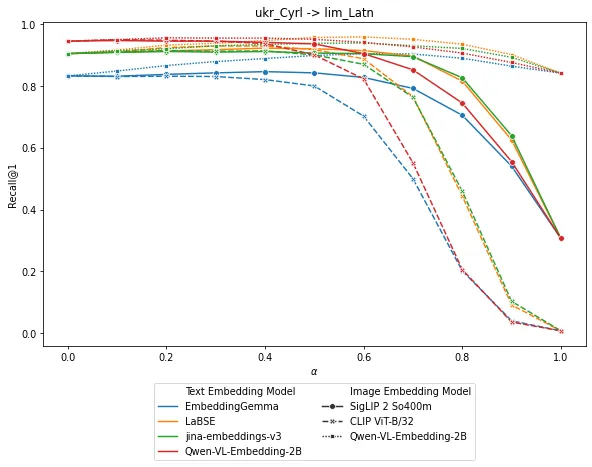 ukr_Cyrl -> lim_Latn
Recall@1
1.0
0.8
0.6
0.4
0.2
0.0
0.0 0.2 0.4 0.6 0.8 1.0
α
Text Embedding Model
EmbeddingGemma
LaBSE
jina-embeddings-v3
Qwen-VL-Embedding-2B
Image Embedding Model
SigLIP 2 So400m
CLIP ViT-B/32
Qwen-VL-Embedding-2B